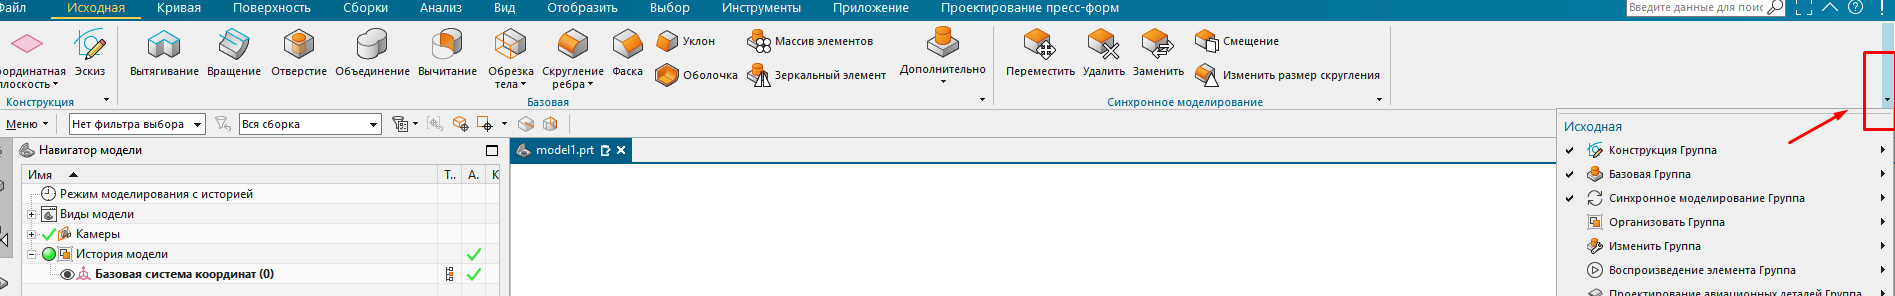 Файл Исходная Кривая Поверхность Сборки Анализ Вид Отобразить Выбор Инструменты Приложение Проектирование пресс-форм Введите данные для поис
оординатная плоскость Эскиз
Вытягивание Вращение Отверстие Объединение Вычитание Обрезка тела Скругление ребра Фаска
Уклон
Оболочка
Массив элементов
Зеркальный элемент
Дополнительно
Переместить Удалить Заменить
Смещение
Изменить размер скругления
Конструкция Базовая Синхронное моделирование
Меню Нет фильтра выбора Вся сборка
Навигатор модели
model1.prt
Имя Т.. А. К
Режим моделирования с историей
Виды модели
Камеры
История модели
Базовая система координат (0)
Исходная
Конструкция Группа
Базовая Группа
Синхронное моделирование Группа
Организовать Группа
Изменить Группа
Воспроизведение элемента Группа
Проектирование авиационных деталей Группа